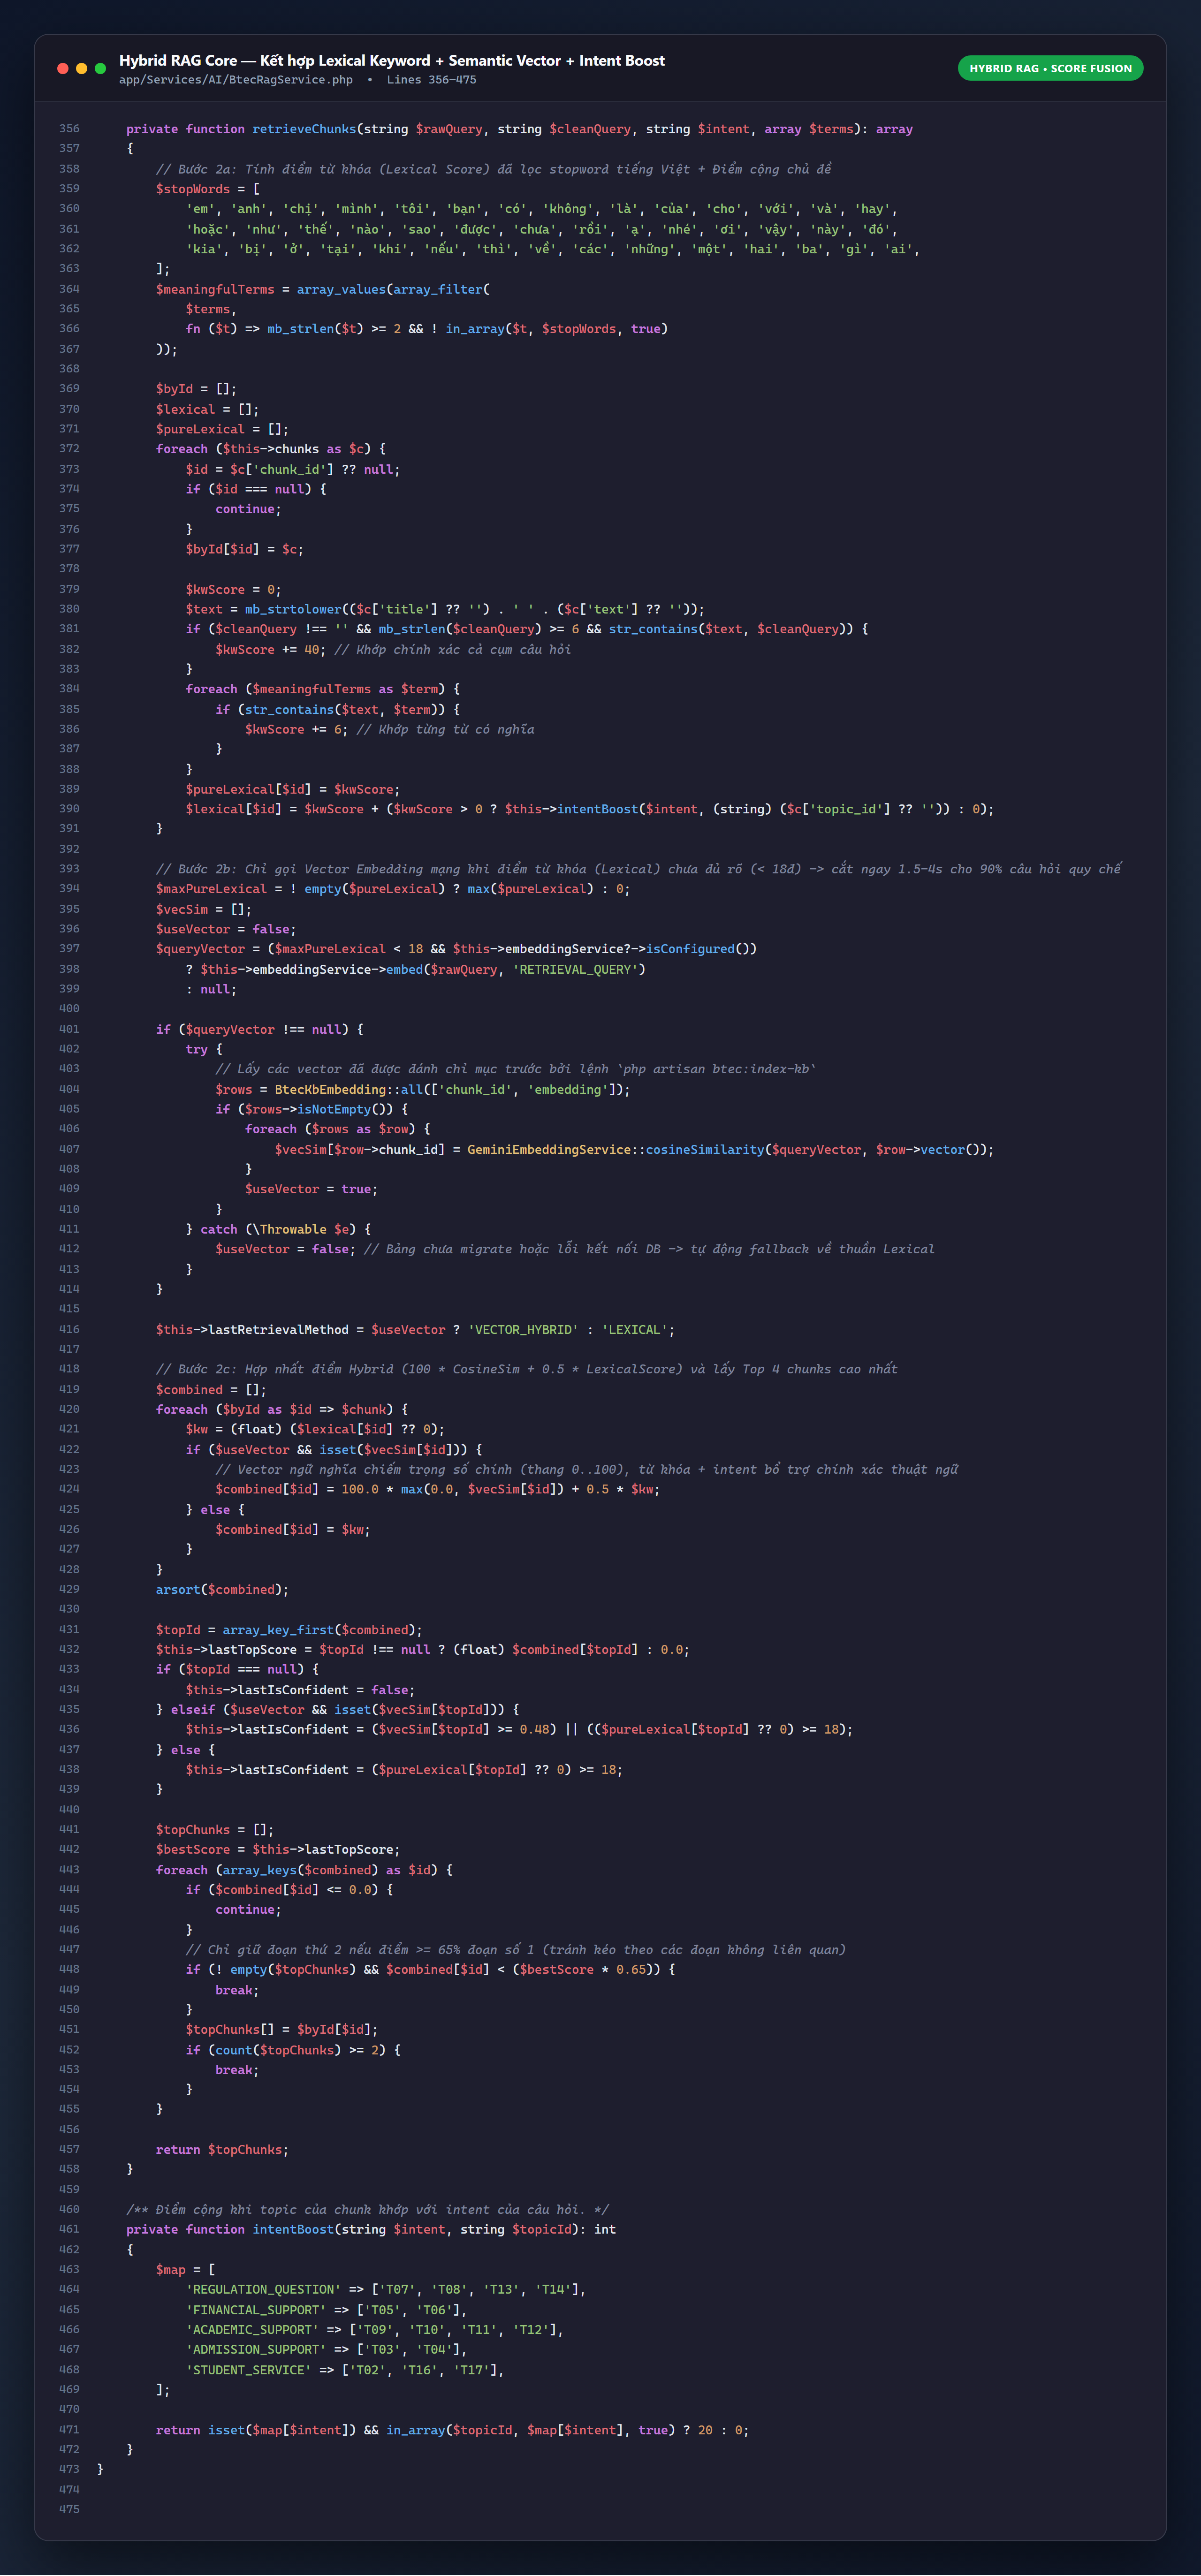 Hybrid RAG Core — Kết hợp Lexical Keyword + Semantic Vector + Intent Boost
app/Services/AI/BtecRagService.php • Lines 356–475
HYBRID RAG • SCORE FUSION
356 private function retrieveChunks(string $rawQuery, string $cleanQuery, string $intent, array $terms): array
357 {
358 // Bước 2a: Tính điểm từ khóa (Lexical Score) đã lọc stopword tiếng Việt + Điểm cộng chủ đề
359 $stopWords = [
360 'em', 'anh', 'chị', 'mình', 'tôi', 'bạn', 'có', 'không', 'là', 'của', 'cho', 'với', 'và', 'hay',
361 'hoặc', 'như', 'thế', 'nào', 'sao', 'được', 'chưa', 'rồi', 'ạ', 'nhé', 'ơi', 'vậy', 'này', 'đó',
362 'kia', 'bị', 'ở', 'tại', 'khi', 'nếu', 'thì', 'về', 'các', 'những', 'một', 'hai', 'ba', 'gì', 'ai',
363 ];
364 $meaningfulTerms = array_values(array_filter(
365 $terms,
366 fn ($t) => mb_strlen($t) >= 2 && ! in_array($t, $stopWords, true)
367 ));
368
369 $byId = [];
370 $lexical = [];
371 $pureLexical = [];
372 foreach ($this->chunks as $c) {
373 $id = $c['chunk_id'] ?? null;
374 if ($id === null) {
375 continue;
376 }
377 $byId[$id] = $c;
378
379 $kwScore = 0;
380 $text = mb_strtolower(($c['title'] ?? '') . ' ' . ($c['text'] ?? ''));
381 if ($cleanQuery !== '' && mb_strlen($cleanQuery) >= 6 && str_contains($text, $cleanQuery)) {
382 $kwScore += 40; // Khớp chính xác cả cụm câu hỏi
383 }
384 foreach ($meaningfulTerms as $term) {
385 if (str_contains($text, $term)) {
386 $kwScore += 6; // Khớp từng từ có nghĩa
387 }
388 }
389 $pureLexical[$id] = $kwScore;
390 $lexical[$id] = $kwScore + ($kwScore > 0 ? $this->intentBoost($intent, (string) ($c['topic_id'] ?? '')) : 0);
391 }
392
393 // Bước 2b: Chỉ gọi Vector Embedding mạng khi điểm từ khóa (Lexical) chưa đủ rõ (< 18đ) -> cắt ngay 1.5-4s cho 90% câu hỏi quy chế
394 $maxPureLexical = ! empty($pureLexical) ? max($pureLexical) : 0;
395 $vecSim = [];
396 $useVector = false;
397 $queryVector = ($maxPureLexical < 18 && $this->embeddingService?->isConfigured())
398 ? $this->embeddingService->embed($rawQuery, 'RETRIEVAL_QUERY')
399 : null;
400
401 if ($queryVector !== null) {
402 try {
403 // Lấy các vector đã được đánh chỉ mục trước bởi lệnh `php artisan btec:index-kb`
404 $rows = BtecKbEmbedding::all(['chunk_id', 'embedding']);
405 if ($rows->isNotEmpty()) {
406 foreach ($rows as $row) {
407 $vecSim[$row->chunk_id] = GeminiEmbeddingService::cosineSimilarity($queryVector, $row->vector());
408 }
409 $useVector = true;
410 }
411 } catch (\Throwable $e) {
412 $useVector = false; // Bảng chưa migrate hoặc lỗi kết nối DB -> tự động fallback về thuần Lexical
413 }
414 }
415
416 $this->lastRetrievalMethod = $useVector ? 'VECTOR_HYBRID' : 'LEXICAL';
417
418 // Bước 2c: Hợp nhất điểm Hybrid (100 * CosineSim + 0.5 * LexicalScore) và lấy Top 4 chunks cao nhất
419 $combined = [];
420 foreach ($byId as $id => $chunk) {
421 $kw = (float) ($lexical[$id] ?? 0);
422 if ($useVector && isset($vecSim[$id])) {
423 // Vector ngữ nghĩa chiếm trọng số chính (thang 0..100), từ khóa + intent bổ trợ chính xác thuật ngữ
424 $combined[$id] = 100.0 * max(0.0, $vecSim[$id]) + 0.5 * $kw;
425 } else {
426 $combined[$id] = $kw;
427 }
428 }
429 arsort($combined);
430
431 $topId = array_key_first($combined);
432 $this->lastTopScore = $topId !== null ? (float) $combined[$topId] : 0.0;
433 if ($topId === null) {
434 $this->lastIsConfident = false;
435 } elseif ($useVector && isset($vecSim[$topId])) {
436 $this->lastIsConfident = ($vecSim[$topId] >= 0.48) || (($pureLexical[$topId] ?? 0) >= 18);
437 } else {
438 $this->lastIsConfident = ($pureLexical[$topId] ?? 0) >= 18;
439 }
440
441 $topChunks = [];
442 $bestScore = $this->lastTopScore;
443 foreach (array_keys($combined) as $id) {
444 if ($combined[$id] <= 0.0) {
445 continue;
446 }
447 // Chỉ giữ đoạn thứ 2 nếu điểm >= 65% đoạn số 1 (tránh kéo theo các đoạn không liên quan)
448 if (! empty($topChunks) && $combined[$id] < ($bestScore * 0.65)) {
449 break;
450 }
451 $topChunks[] = $byId[$id];
452 if (count($topChunks) >= 2) {
453 break;
454 }
455 }
456
457 return $topChunks;
458 }
459
460 /** Điểm cộng khi topic của chunk khớp với intent của câu hỏi. */
461 private function intentBoost(string $intent, string $topicId): int
462 {
463 $map = [
464 'REGULATION_QUESTION' => ['T07', 'T08', 'T13', 'T14'],
465 'FINANCIAL_SUPPORT' => ['T05', 'T06'],
466 'ACADEMIC_SUPPORT' => ['T09', 'T10', 'T11', 'T12'],
467 'ADMISSION_SUPPORT' => ['T03', 'T04'],
468 'STUDENT_SERVICE' => ['T02', 'T16', 'T17'],
469 ];
470
471 return isset($map[$intent]) && in_array($topicId, $map[$intent], true) ? 20 : 0;
472 }
473 }
474
475